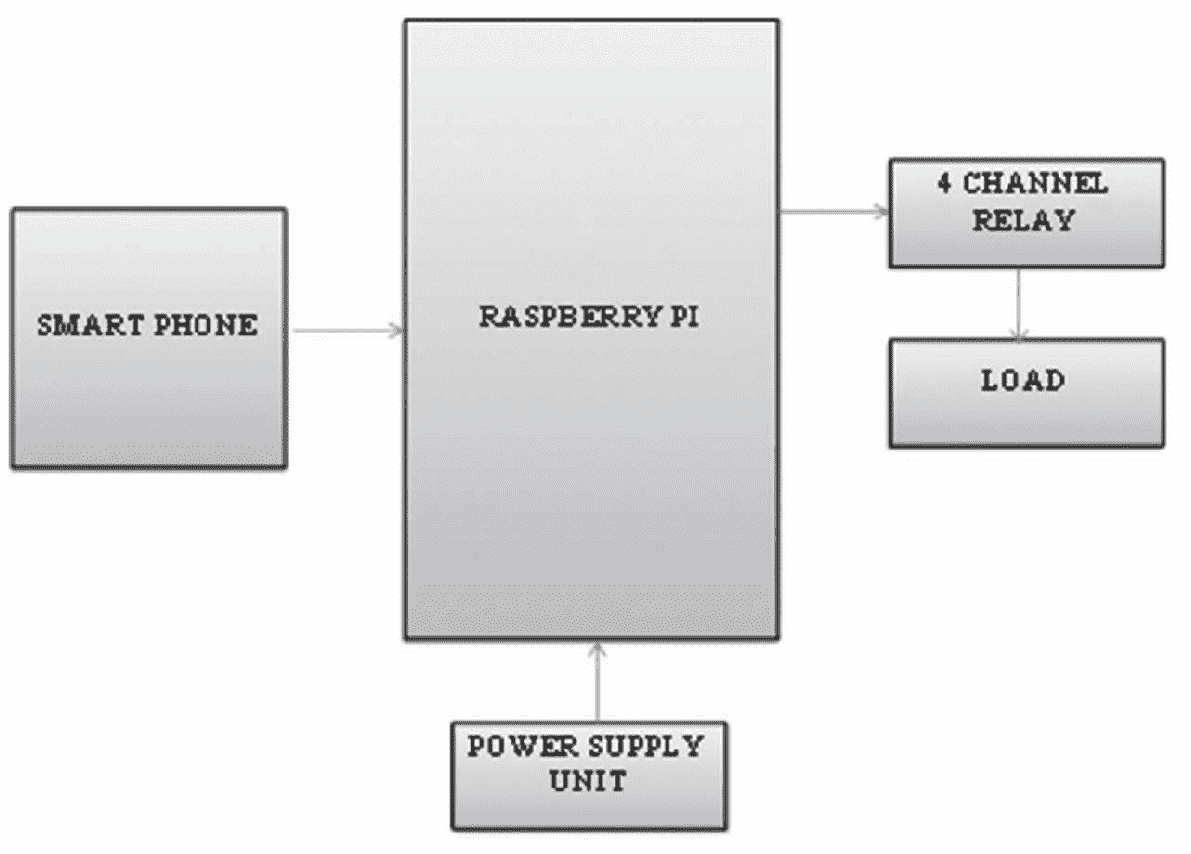 SMART PHONE
RASPBERRY PI
4 CHANNEL
RELAY
LOAD
POWER SUPPLY
UNIT